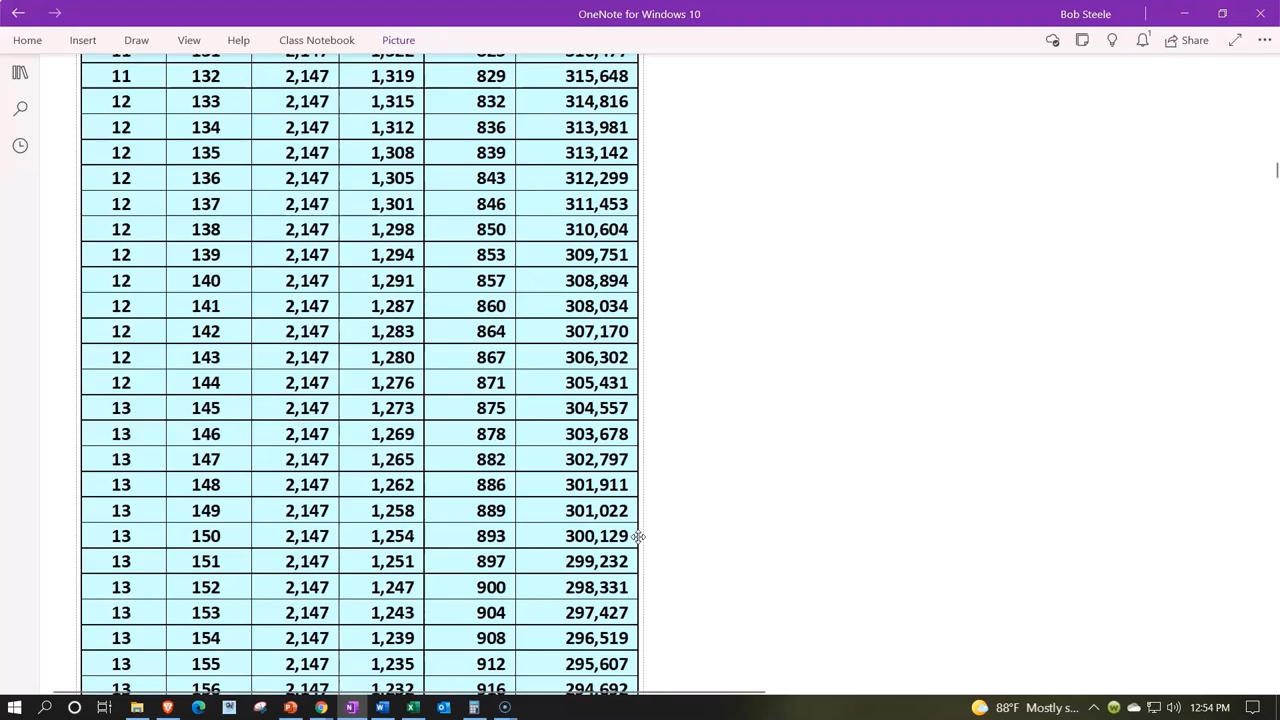 OneNote for Windows 10
Bob Steele
Home Insert Draw View Help Class Notebook Picture
1
Share
11 132 2,147 1,319 829 315,648
12 133 2,147 1,315 832 314,816
12 134 2,147 1,312 836 313,981
12 135 2,147 1,308 839 313,142
12 136 2,147 1,305 843 312,299
12 137 2,147 1,301 846 311,453
12 138 2,147 1,298 850 310,604
12 139 2,147 1,294 853 309,751
12 140 2,147 1,291 857 308,894
12 141 2,147 1,287 860 308,034
12 142 2,147 1,283 864 307,170
12 143 2,147 1,280 867 306,302
12 144 2,147 1,276 871 305,431
13 145 2,147 1,273 875 304,557
13 146 2,147 1,269 878 303,678
13 147 2,147 1,265 882 302,797
13 148 2,147 1,262 886 301,911
13 149 2,147 1,258 889 301,022
13 150 2,147 1,254 893 300,129
13 151 2,147 1,251 897 299,232
13 152 2,147 1,247 900 298,331
13 153 2,147 1,243 904 297,427
13 154 2,147 1,239 908 296,519
13 155 2,147 1,235 912 295,607
13 156 2,147 1,232 916 294,692
88°F Mostly s... 12:54 PM